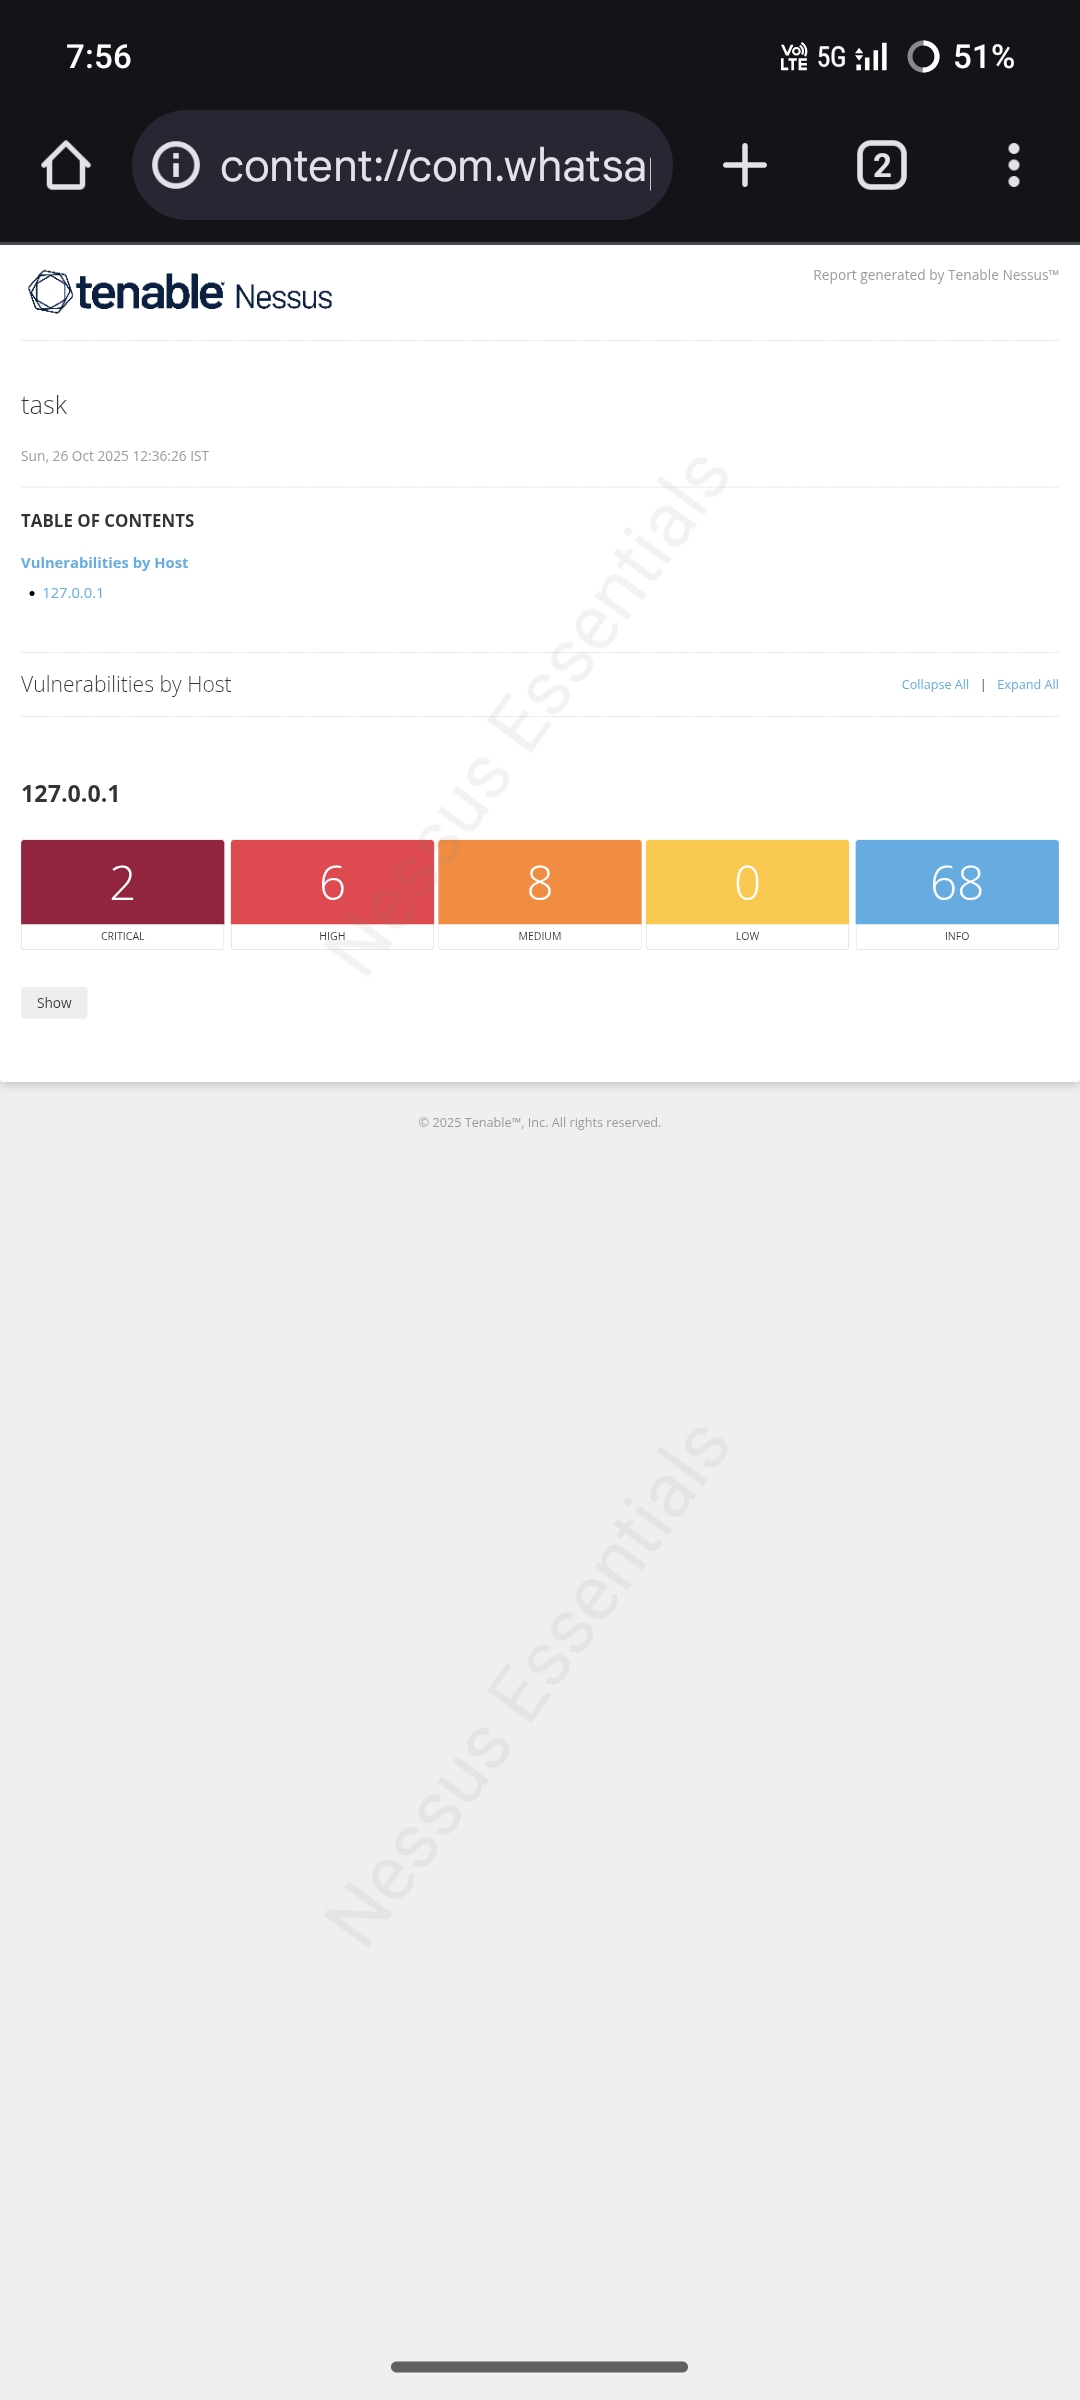 7:56
Vo) LTE 5G 51%
content://com.whatsa
2
tenable Nessus
Report generated by Tenable Nessus™
task
Sun, 26 Oct 2025 12:36:26 IST
TABLE OF CONTENTS
Vulnerabilities by Host
• 127.0.0.1
Vulnerabilities by Host
Collapse All | Expand All
127.0.0.1
2 6 8 0 68
CRITICAL HIGH MEDIUM LOW INFO
Show
© 2025 Tenable™, Inc. All rights reserved.
Nessus Essentials
Nessus Essentials